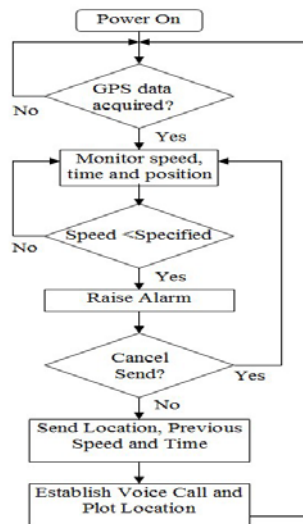 Power On
GPS data
acquired?
No
Yes
Monitor speed,
time and position
Speed <Specified
No
Yes
Raise Alarm
Cancel
Send?
Yes
No
Send Location, Previous
Speed and Time
Establish Voice Call and
Plot Location